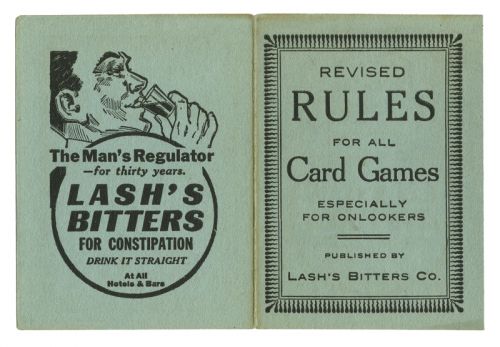 The Man's Regulator
—for thirty years.
LASH'S
BITTERS
FOR CONSTIPATION
DRINK IT STRAIGHT
At All
Hotels & Bars
REVISED
RULES
FOR ALL
Card Games
ESPECIALLY
FOR ONLOOKERS
PUBLISHED BY
LASH'S BITTERS CO.